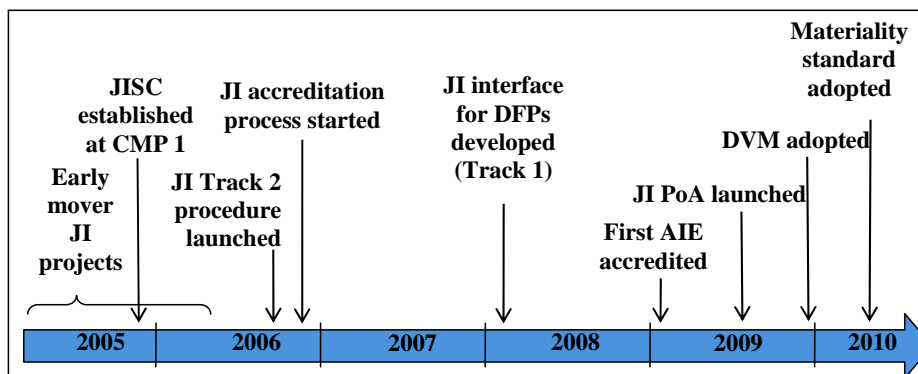 Early
mover
JI
projects
JISC
established
at CMP 1
JI Track 2
procedure
launched
JI accreditation
process started
JI interface
for DFPs
developed
(Track 1)
First AIE
accredited
JI PoA launched
DVM adopted
Materiality
standard
adopted
2005
2006
2007
2008
2009
2010